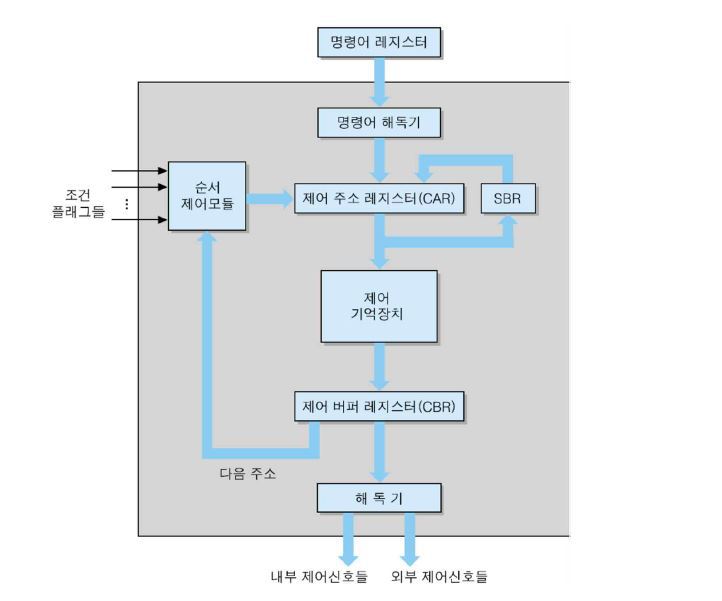 명령어 레지스터
명령어 해독기
순서
제어모듈
조건
플래그들
⋮
제어 주소 레지스터(CAR)
SBR
제어
기억장치
제어 버퍼 레지스터(CBR)
다음 주소
해 독 기
내부 제어신호들
외부 제어신호들